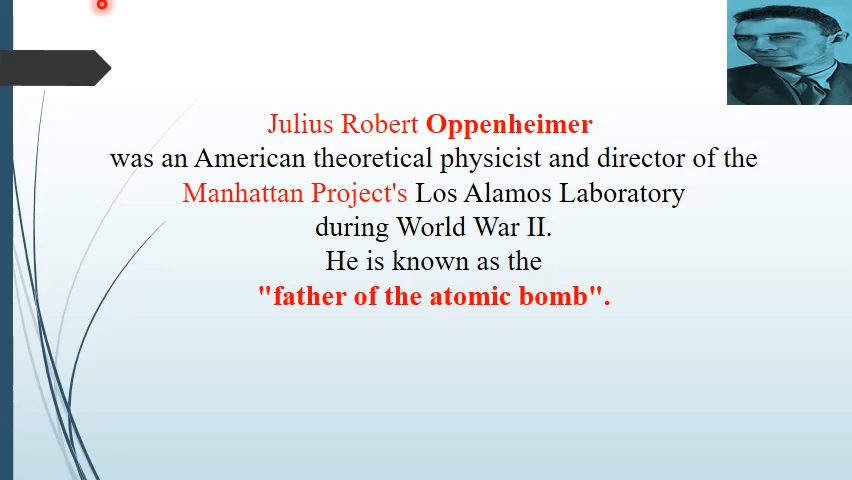 Julius Robert Oppenheimer
was an American theoretical physicist and director of the
Manhattan Project's Los Alamos Laboratory
during World War II.
He is known as the
"father of the atomic bomb".